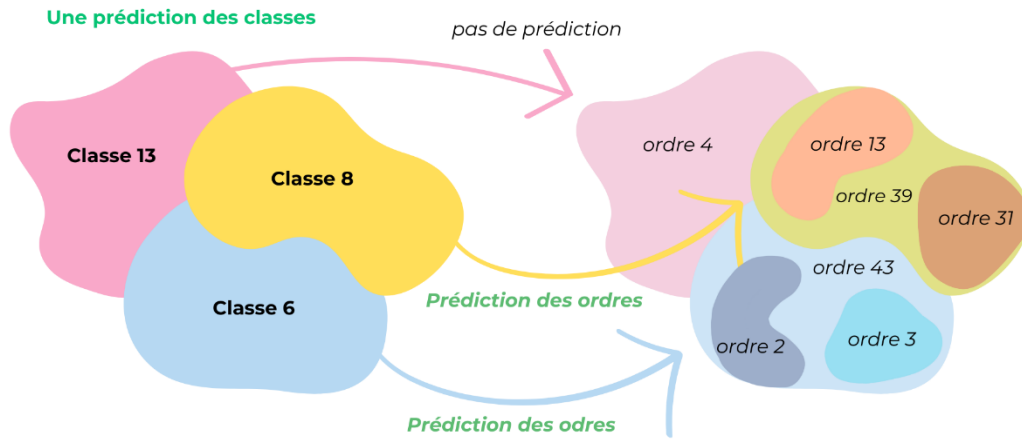 Une prédiction des classes
pas de prédiction
Classe 13
Classe 8
Classe 6
ordre 4
ordre 13
ordre 39
ordre 31
ordre 43
ordre 2
ordre 3
Prédiction des ordres
Prédiction des odres